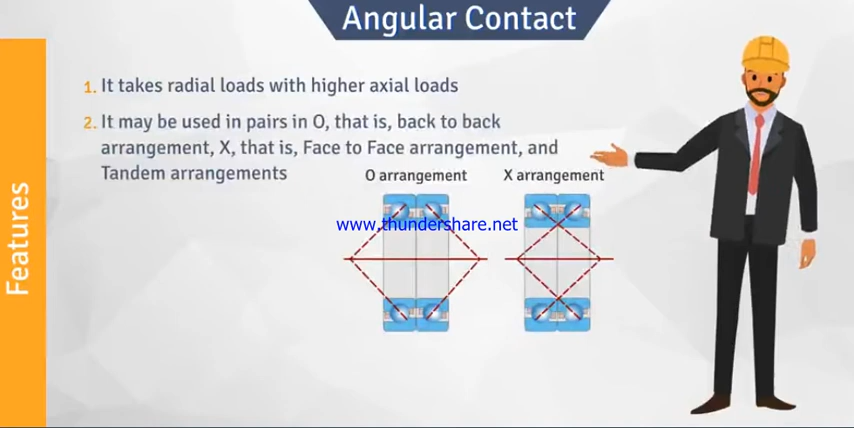 Angular Contact
Features
1. It takes radial loads with higher axial loads
2. It may be used in pairs in O, that is, back to back
arrangement, X, that is, Face to Face arrangement, and
Tandem arrangements
O arrangement
X arrangement
www.thundershare.net